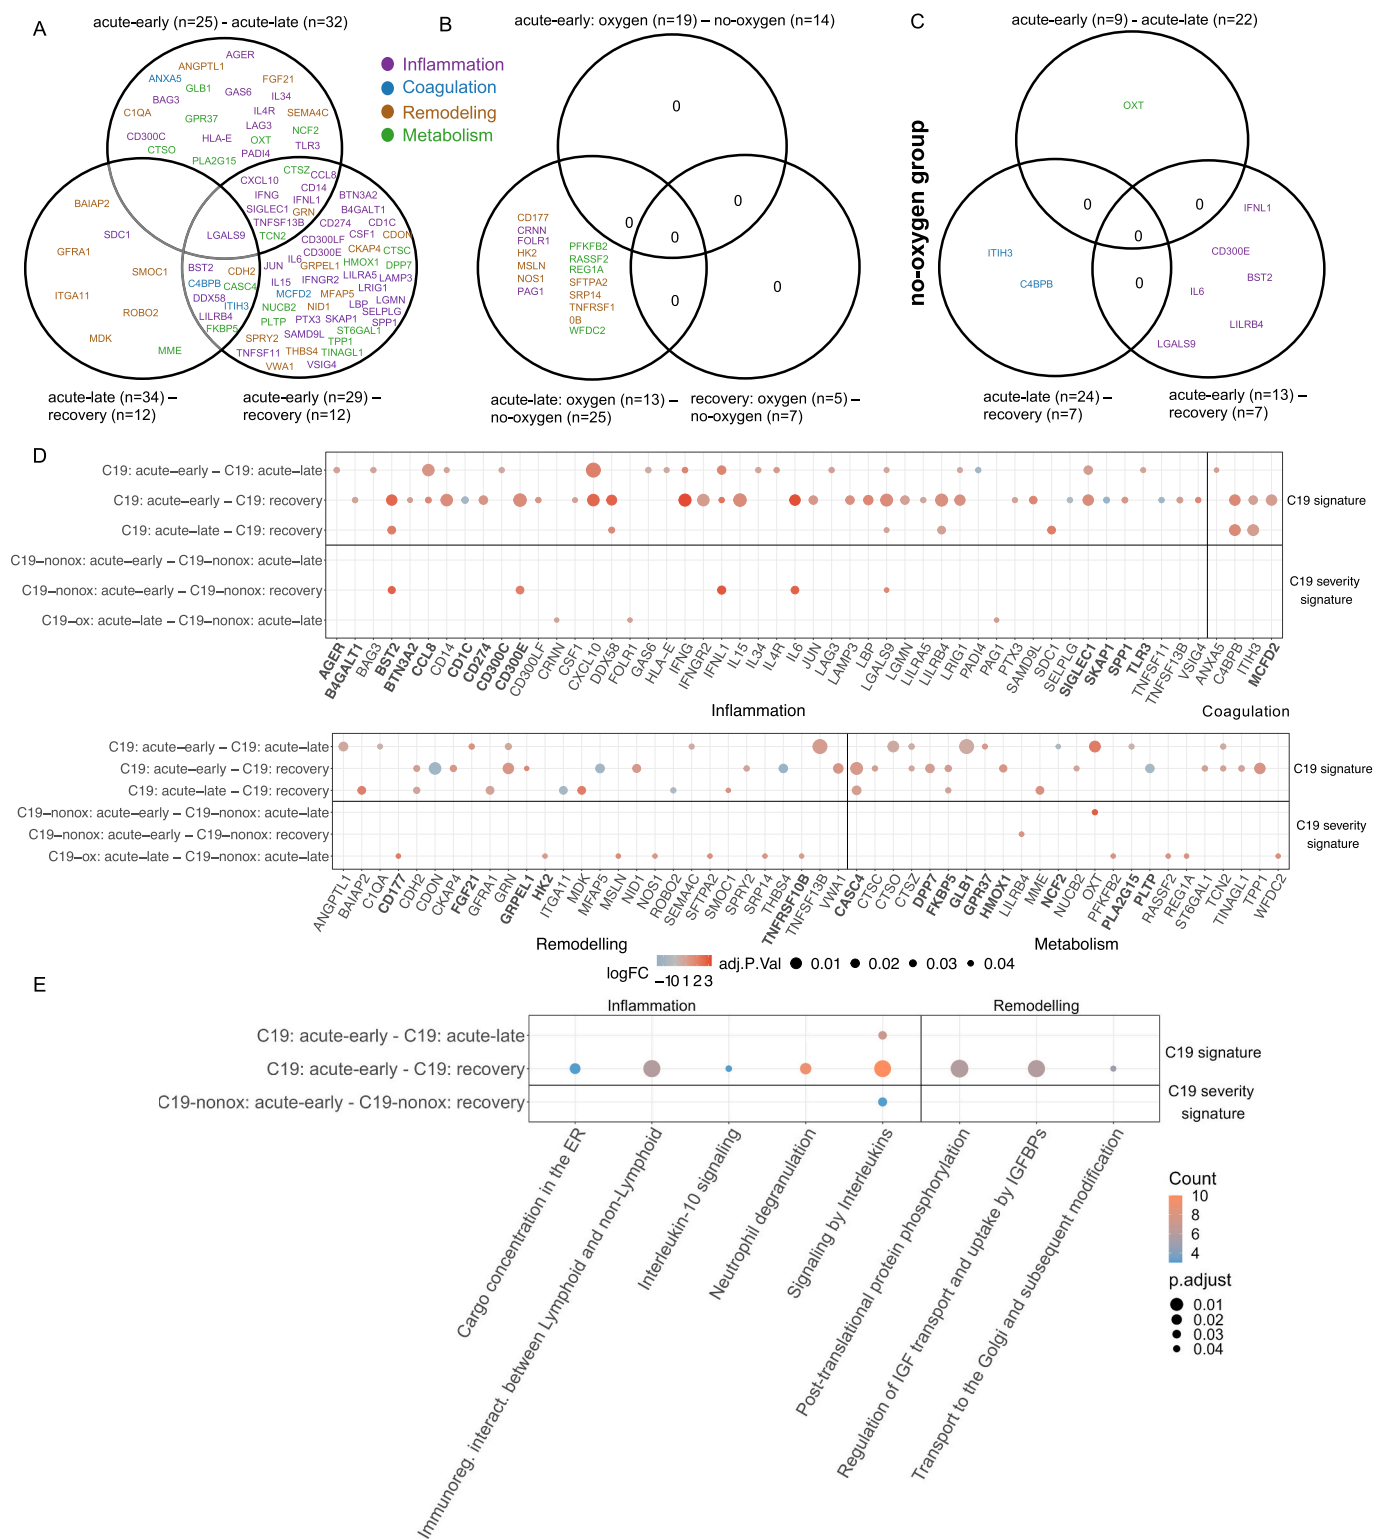 A
acute-early (n=25) - acute-late (n=32)
AGER
ANGPTL1
ANXA5
FGF21
GLB1
GAS6
IL34
BAG3
C1QA
IL4R
SEMA4C
GPR37
LAG3
NCF2
CD300C
HLA-E
OXT
CTSO
PADI4
TLR3
PLA2G15
CTSZ
CCL8
CXCL10
CD14
IFNG
IFNL1
BTN3A2
SIGLEC1
GRN
B4GALT1
TNFSF13B
CD274
CD1C
BAIAP2
SDC1
LGALS9
TCN2
CD300LF
CSF1
CDON
GFRA1
CD300E
CKAP4
CTSC
SMOC1
BST2
CDH2
JUN
IL6
GRPEL1
HMOX1
DPP7
C4BPB
CASC4
IL15
IFNGR2
LILRA5
LAMP3
ITGA11
DDX58
MCFD2
MFAP5
LRIG1
ITIH3
NUCB2
NID1
LBP
LGMN
ROBO2
LILRB4
PLTP
PTX3
SKAP1
SELPLG
SPP1
FKBP5
SAMD9L
ST6GAL1
MDK
SPRY2
TPP1
MME
TNFSF11
THBS4
TINAGL1
VWA1
VSIG4
acute-late (n=34) –
recovery (n=12)
acute-early (n=29) –
recovery (n=12)
Inflammation
Coagulation
Remodeling
Metabolism
B
acute-early: oxygen (n=19) – no-oxygen (n=14)
0
0
0
0
0
0
CD177
CRNN
FOLR1
HK2
MSLN
NOS1
PAG1
PFKFB2
RASSF2
REG1A
SFTPA2
SRP14
TNFRSF1
0B
WFDC2
acute-late: oxygen (n=13) –
no-oxygen (n=25)
recovery: oxygen (n=5) –
no-oxygen (n=7)
C
acute-early (n=9) - acute-late (n=22)
no-oxygen group
OXT
0
0
0
0
ITIH3
C4BPB
IFNL1
CD300E
BST2
IL6
LILRB4
LGALS9
acute-late (n=24) –
recovery (n=7)
acute-early (n=13) –
recovery (n=7)
D
C19: acute–early – C19: acute–late
C19: acute–early – C19: recovery
C19: acute–late – C19: recovery
C19–nonox: acute–early – C19–nonox: acute–late
C19–nonox: acute–early – C19–nonox: recovery
C19–ox: acute–late – C19–nonox: acute–late
C19 signature
C19 severity
signature
AGER
B4GALT1
BAG3
BST2
BTN3A2
CCL8
CD14
CD1C
CD274
CD300C
CD300E
CD300LF
CSF1
CRNN
CXCL10
DDX58
FOLR1
GAS6
HLA–E
IFNG
IFNGR2
IFNL1
IL15
IL34
IL4R
IL6
JUN
LAG3
LAMP3
LBP
LGALS9
LGMN
LILRA5
LILRB4
LRIG1
PADI4
PAG1
PTX3
SAMD9L
SDC1
SELPLG
SIGLEC1
SKAP1
SPP1
TLR3
TNFSF11
TNFSF13B
VSIG4
ANXA5
C4BPB
ITIH3
MCFD2
Inflammation
Coagulation
C19: acute–early – C19: acute–late
C19: acute–early – C19: recovery
C19: acute–late – C19: recovery
C19–nonox: acute–early – C19–nonox: acute–late
C19–nonox: acute–early – C19–nonox: recovery
C19–ox: acute–late – C19–nonox: acute–late
C19 signature
C19 severity
signature
ANGPTL1
BAIAP2
C1QA
CD177
CDH2
CDON
CKAP4
FGF21
GFRA1
GRN
GRPEL1
HK2
ITGA11
MDK
MFAP5
MSLN
NID1
NOS1
ROBO2
SEMA4C
SFTPA2
SMOC1
SPRY2
SRP14
THBS4
TNFRSF10B
TNFSF13B
VWA1
CASC4
CTSC
CTSO
CTSZ
DPP7
FKBP5
GLB1
GPR37
HMOX1
LILRB4
MME
NCF2
NUCB2
OXT
PFKFB2
PLA2G15
PLTP
RASSF2
REG1A
ST6GAL1
TCN2
TINAGL1
TPP1
WFDC2
Remodelling
Metabolism
logFC
–10 1 2 3
adj.P.Val
0.01
0.02
0.03
0.04
E
Inflammation
Remodelling
C19: acute-early - C19: acute-late
C19: acute-early - C19: recovery
C19-nonox: acute-early - C19-nonox: recovery
C19 signature
C19 severity
signature
Cargo concentration in the ER
Immunoreg. interact. between Lymphoid and non-Lymphoid
Interleukin-10 signaling
Neutrophil degranulation
Signaling by Interleukins
Post-translational protein phosphorylation
Regulation of IGF transport and uptake by IGFBPs
Transport to the Golgi and subsequent modification
Count
10
8
6
4
p.adjust
0.01
0.02
0.03
0.04